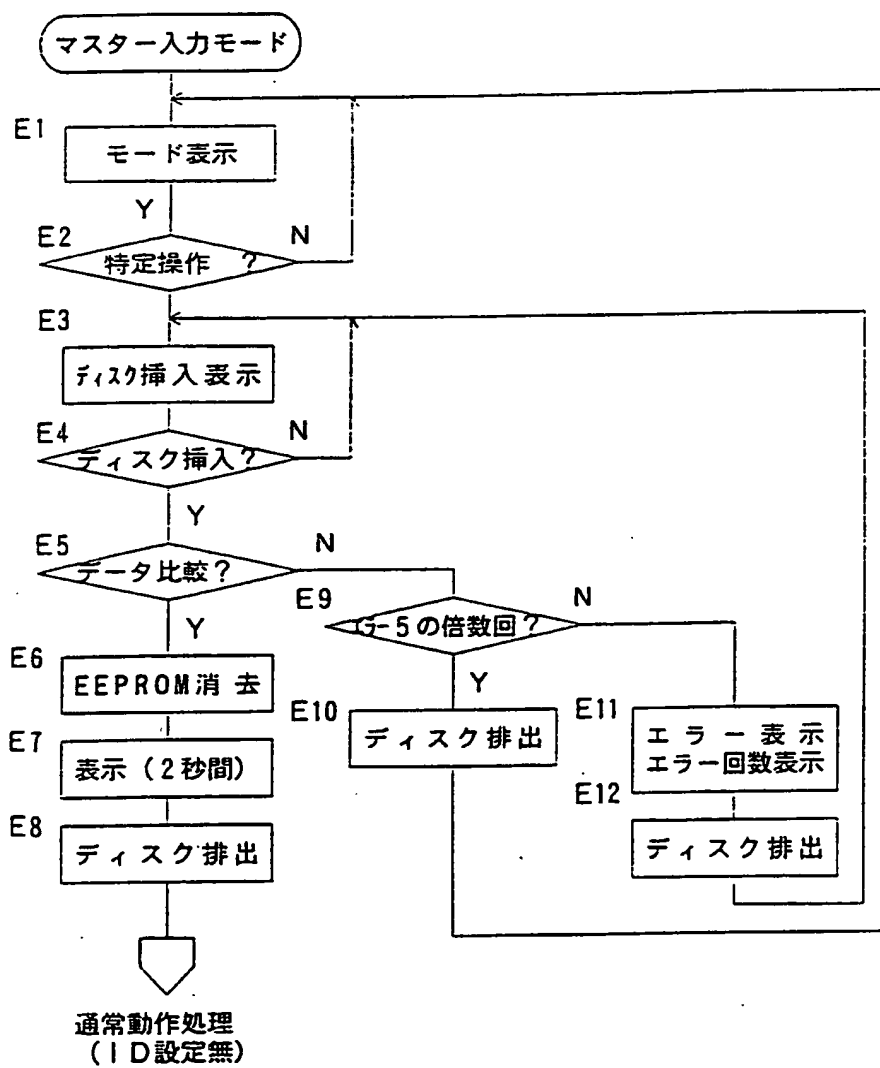 マスター入力モード
E1
モード表示
Y
E2
N
特定操作 ?
E3
ディスク挿入表示
E4
N
ディスク挿入?
Y
E5
N
データ比較?
Y
E9
N
エラー5の倍数回?
Y
E6
EEPROM消去
E10
ディスク排出
E11
エラー表示
エラー回数表示
E7
表示(2秒間)
E12
ディスク排出
E8
ディスク排出
通常動作処理
(ID設定無)